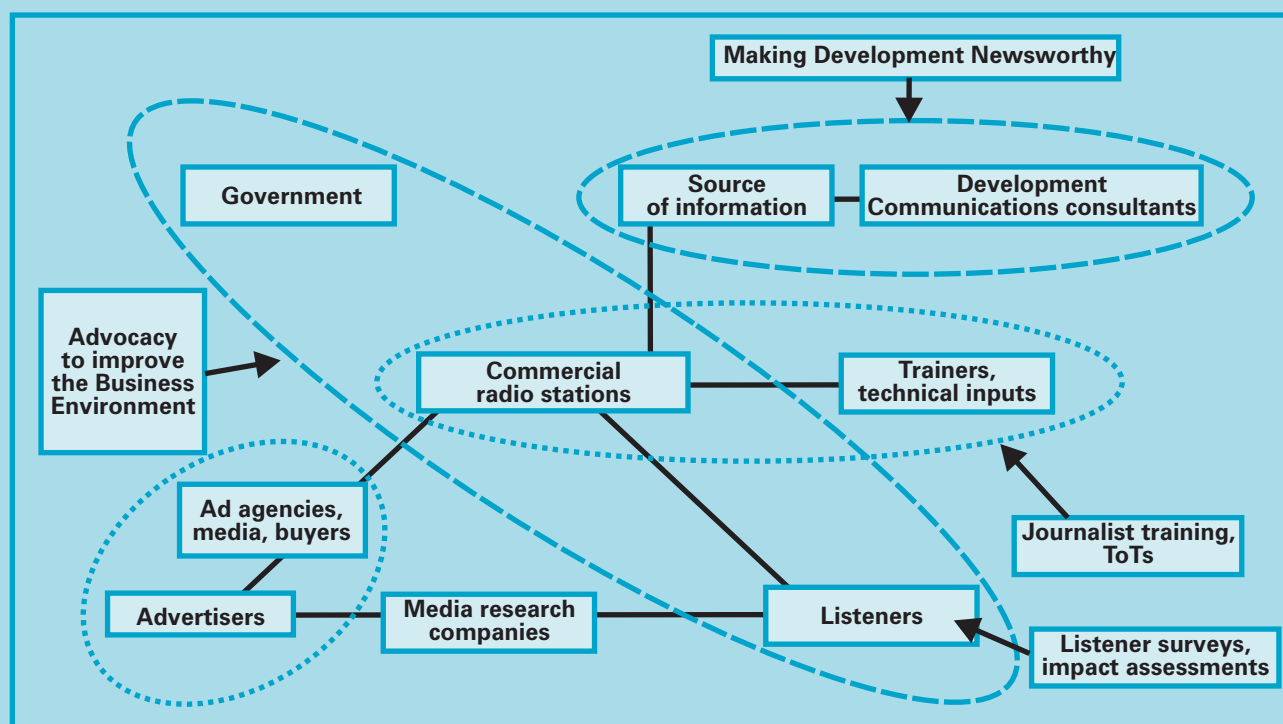 Making Development Newsworthy
Government
Source
of information
Development
Communications consultants
Advocacy
to improve
the Business
Environment
Commercial
radio stations
Trainers,
technical inputs
Ad agencies,
media, buyers
Journalist training,
ToTs
Advertisers
Media research
companies
Listeners
Listener surveys,
impact assessments